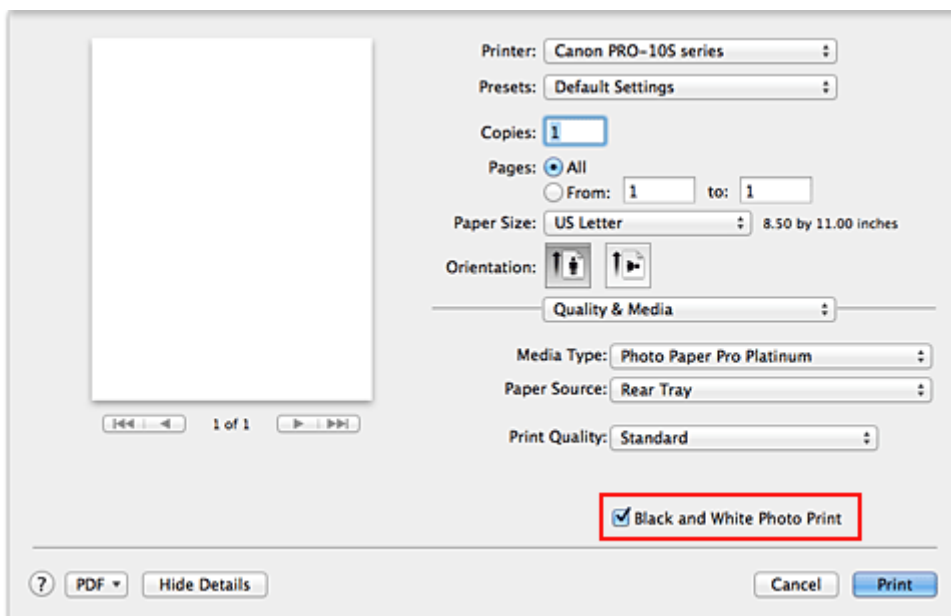 Printer: Canon PRO-10S series
Presets: Default Settings
Copies: 1
Pages: All
From: 1 to: 1
Paper Size: US Letter 8.50 by 11.00 inches
Orientation:
Quality & Media
Media Type: Photo Paper Pro Platinum
Paper Source: Rear Tray
1 of 1
Print Quality: Standard
Black and White Photo Print
? PDF Hide Details Cancel Print